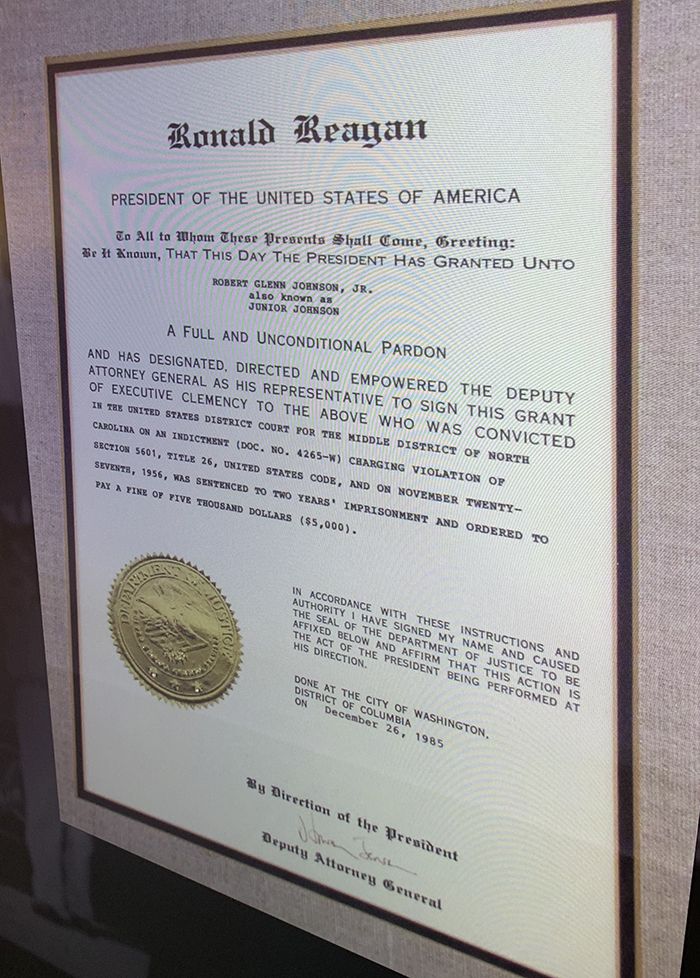 Ronald Reagan
PRESIDENT OF THE UNITED STATES OF AMERICA
To All to Whom These Presents Shall Come, Greeting:
Be It Known, THAT THIS DAY THE PRESIDENT HAS GRANTED UNTO
ROBERT GLENN JOHNSON, JR.
also known as
JUNIOR JOHNSON
A FULL AND UNCONDITIONAL PARDON
AND HAS DESIGNATED, DIRECTED AND EMPOWERED THE DEPUTY
ATTORNEY GENERAL AS HIS REPRESENTATIVE TO SIGN THIS GRANT
OF EXECUTIVE CLEMENCY TO THE ABOVE WHO WAS CONVICTED
IN THE UNITED STATES DISTRICT COURT FOR THE MIDDLE DISTRICT OF NORTH
CAROLINA ON AN INDICTMENT (DOC. NO. 4265-W) CHARGING VIOLATION OF
SECTION 5601, TITLE 26, UNITED STATES CODE, AND ON NOVEMBER TWENTY-
SEVENTH, 1956, WAS SENTENCED TO TWO YEARS' IMPRISONMENT AND ORDERED TO
PAY A FINE OF FIVE THOUSAND DOLLARS ($5,000).
DEPARTMENT OF JUSTICE
IN ACCORDANCE WITH THESE INSTRUCTIONS AND
AUTHORITY I HAVE SIGNED MY NAME AND CAUSED
THE SEAL OF THE DEPARTMENT OF JUSTICE TO BE
AFFIXED BELOW AND AFFIRM THAT THIS ACTION IS
THE ACT OF THE PRESIDENT BEING PERFORMED AT
HIS DIRECTION.
DONE AT THE CITY OF WASHINGTON,
DISTRICT OF COLUMBIA
ON December 26, 1985
By Direction of the President
Deputy Attorney General